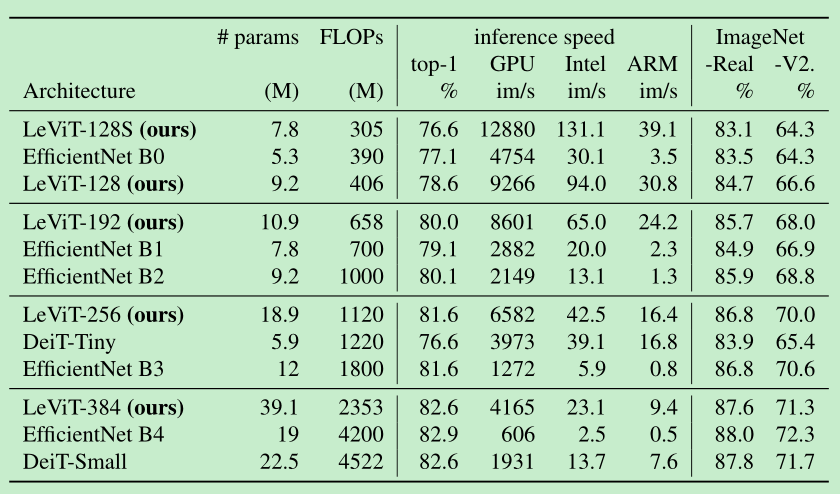 # params FLOPs inference speed ImageNet
top-1 GPU Intel ARM -Real -V2.
Architecture (M) (M) % im/s im/s im/s % %
LeViT-128S (ours) 7.8 305 76.6 12880 131.1 39.1 83.1 64.3
EfficientNet B0 5.3 390 77.1 4754 30.1 3.5 83.5 64.3
LeViT-128 (ours) 9.2 406 78.6 9266 94.0 30.8 84.7 66.6
LeViT-192 (ours) 10.9 658 80.0 8601 65.0 24.2 85.7 68.0
EfficientNet B1 7.8 700 79.1 2882 20.0 2.3 84.9 66.9
EfficientNet B2 9.2 1000 80.1 2149 13.1 1.3 85.9 68.8
LeViT-256 (ours) 18.9 1120 81.6 6582 42.5 16.4 86.8 70.0
DeiT-Tiny 5.9 1220 76.6 3973 39.1 16.8 83.9 65.4
EfficientNet B3 12 1800 81.6 1272 5.9 0.8 86.8 70.6
LeViT-384 (ours) 39.1 2353 82.6 4165 23.1 9.4 87.6 71.3
EfficientNet B4 19 4200 82.9 606 2.5 0.5 88.0 72.3
DeiT-Small 22.5 4522 82.6 1931 13.7 7.6 87.8 71.7